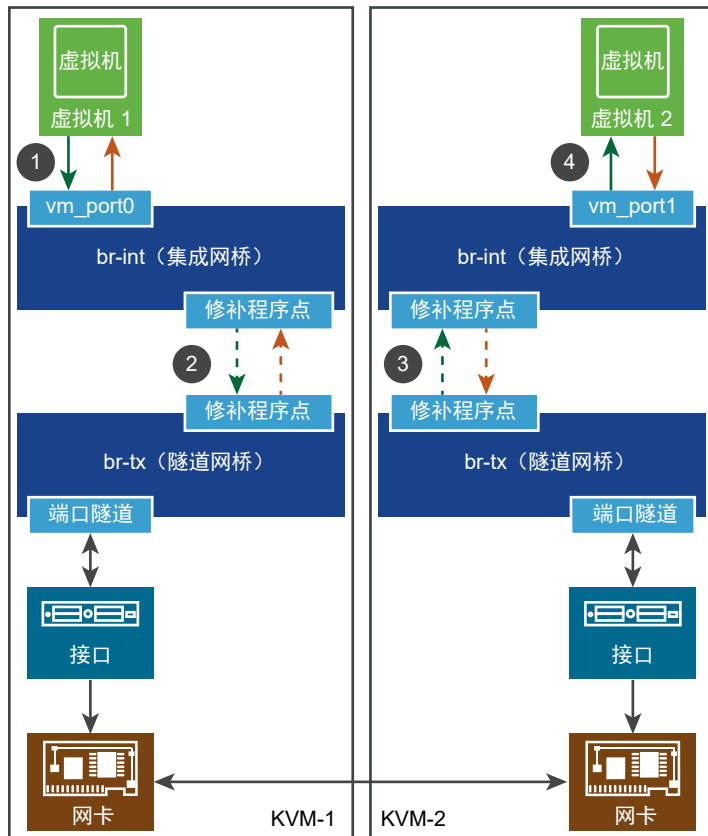 虚拟机
虚拟机 1
1
vm_port0
br-int（集成网桥）
修补程序点
2
修补程序点
br-tx（隧道网桥）
端口隧道
接口
网卡
KVM-1
虚拟机
虚拟机 2
4
vm_port1
br-int（集成网桥）
修补程序点
3
修补程序点
br-tx（隧道网桥）
端口隧道
接口
网卡
KVM-2